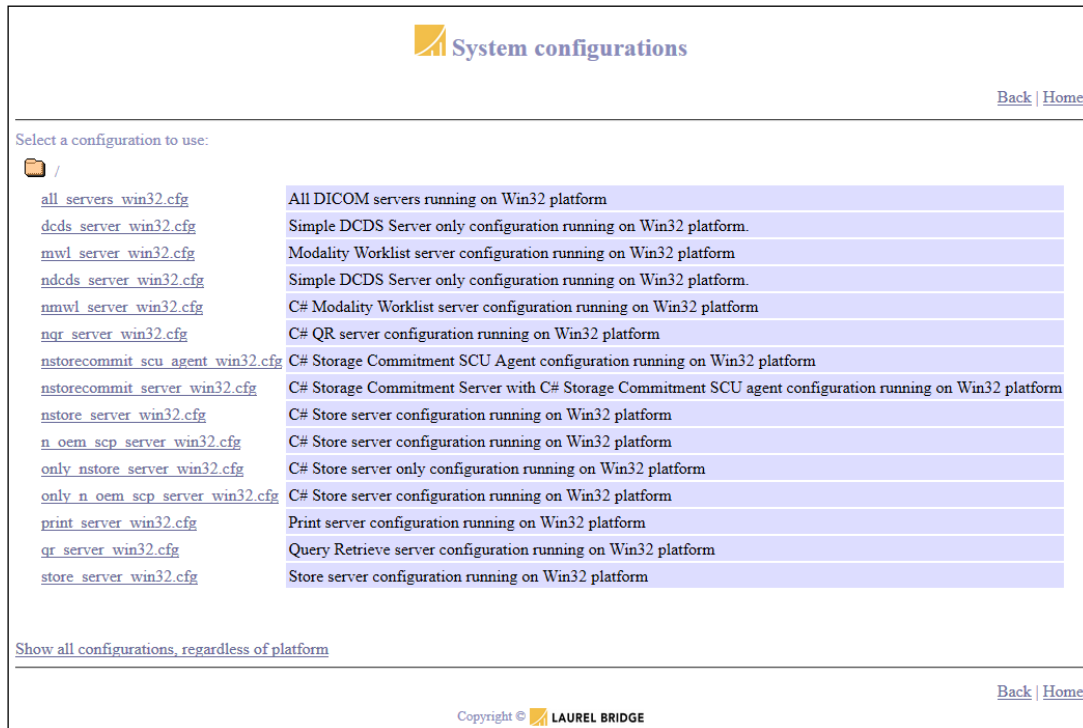 System configurations
Back | Home
Select a configuration to use:
/
all_servers_win32.cfg All DICOM servers running on Win32 platform
dcds_server_win32.cfg Simple DCDS Server only configuration running on Win32 platform.
mwl_server_win32.cfg Modality Worklist server configuration running on Win32 platform
ndcds_server_win32.cfg Simple DCDS Server only configuration running on Win32 platform.
nmwl_server_win32.cfg C# Modality Worklist server configuration running on Win32 platform
nqr_server_win32.cfg C# QR server configuration running on Win32 platform
nstorecommit_scu_agent_win32.cfg C# Storage Commitment SCU Agent configuration running on Win32 platform
nstorecommit_server_win32.cfg C# Storage Commitment Server with C# Storage Commitment SCU agent configuration running on Win32 platform
nstore_server_win32.cfg C# Store server configuration running on Win32 platform
n_oem_scp_server_win32.cfg C# Store server configuration running on Win32 platform
only_nstore_server_win32.cfg C# Store server only configuration running on Win32 platform
only_n_oem_scp_server_win32.cfg C# Store server configuration running on Win32 platform
print_server_win32.cfg Print server configuration running on Win32 platform
qr_server_win32.cfg Query Retrieve server configuration running on Win32 platform
store_server_win32.cfg Store server configuration running on Win32 platform
Show all configurations, regardless of platform
Back | Home
Copyright © LAUREL BRIDGE